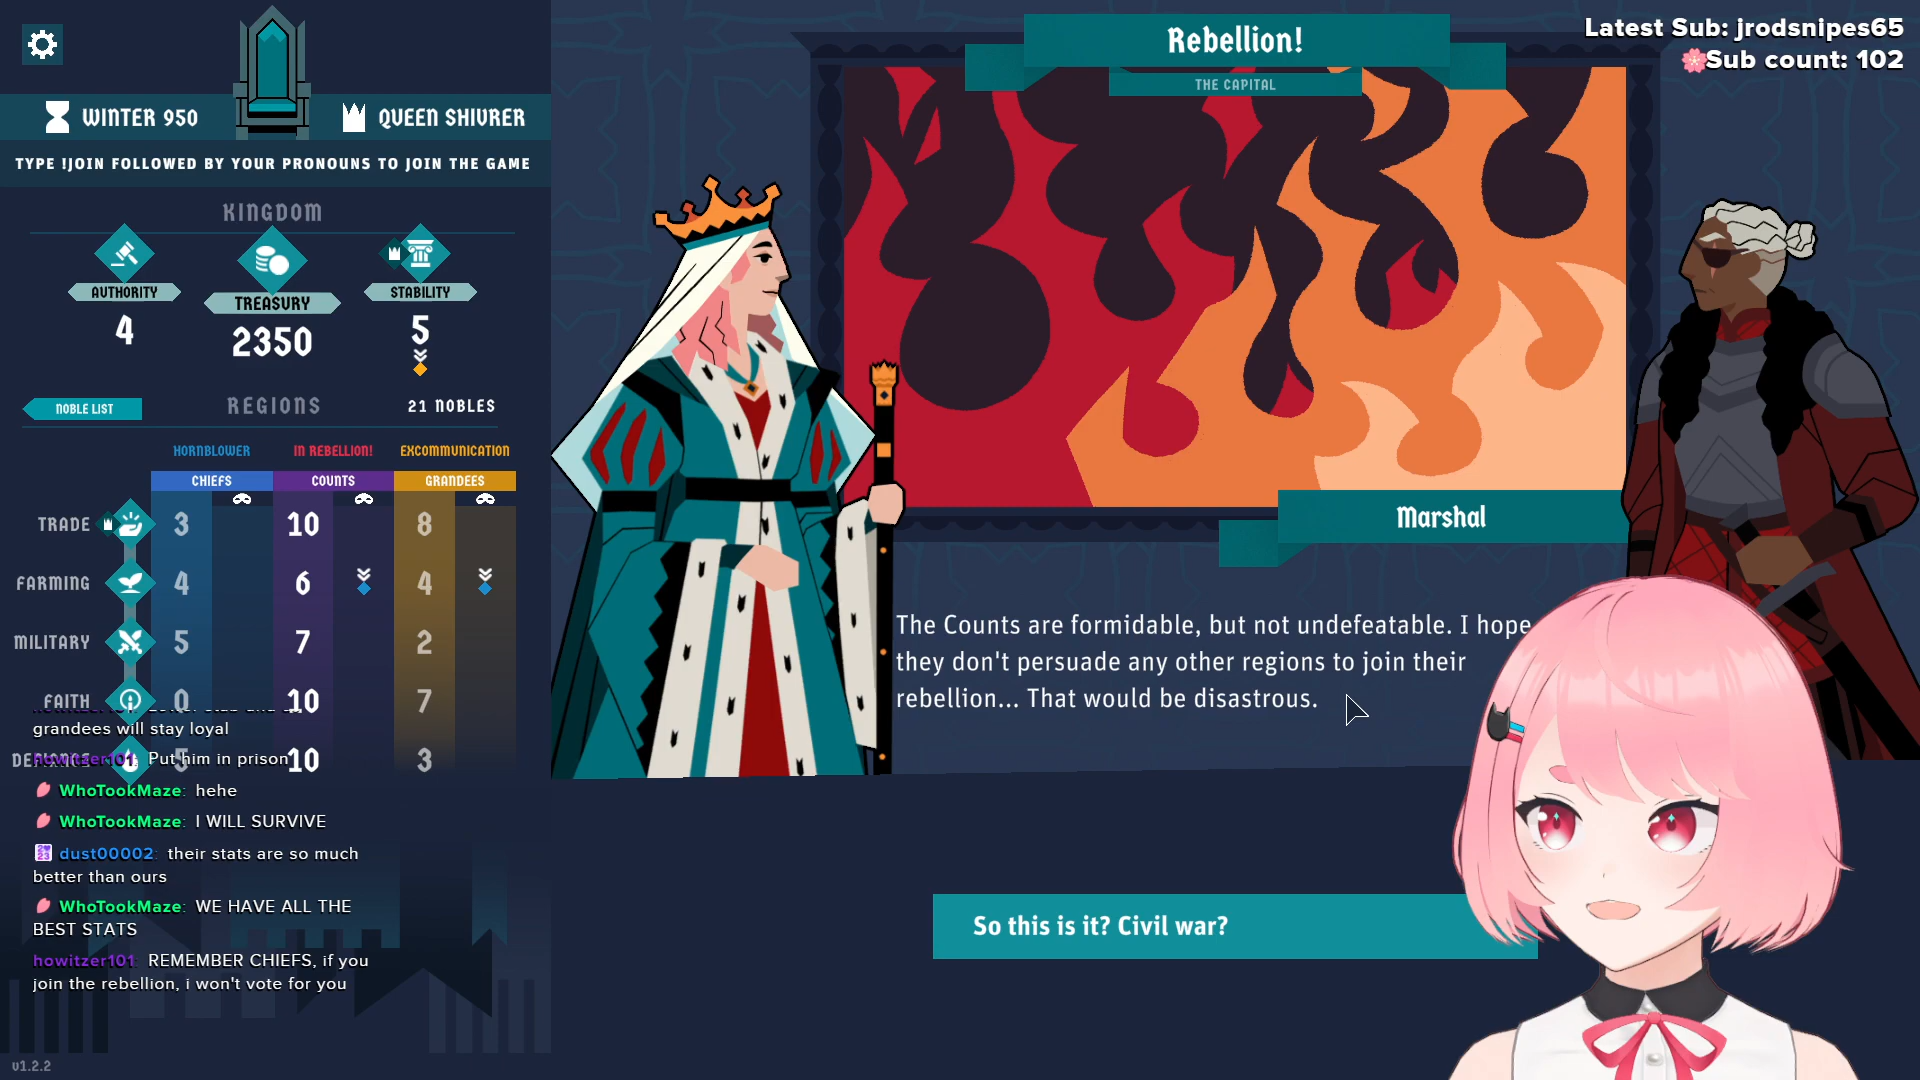 WINTER 950
QUEEN SHIVRER
TYPE !JOIN FOLLOWED BY YOUR PRONOUNS TO JOIN THE GAME
KINGDOM
AUTHORITY
TREASURY
STABILITY
4
2350
5
NOBLE LIST
REGIONS
21 NOBLES
HORNBLOWER
IN REBELLION!
EXCOMMUNICATION
CHIEFS
COUNTS
GRANDEES
TRADE 3 10 8
FARMING 4 6 4
MILITARY 5 7 2
FAITH 0 10 7
grandees will stay loyal
5 10 3
howitzer101: Put him in prison
WhoTookMaze: hehe
WhoTookMaze: I WILL SURVIVE
dust00002: their stats are so much
better than ours
WhoTookMaze: WE HAVE ALL THE
BEST STATS
howitzer101: REMEMBER CHIEFS, if you
join the rebellion, i won't vote for you
v1.2.2
Rebellion!
THE CAPITAL
Latest Sub: jrodsnipes65
Sub count: 102
Marshal
The Counts are formidable, but not undefeatable. I hope
they don't persuade any other regions to join their
rebellion... That would be disastrous.
So this is it? Civil war?